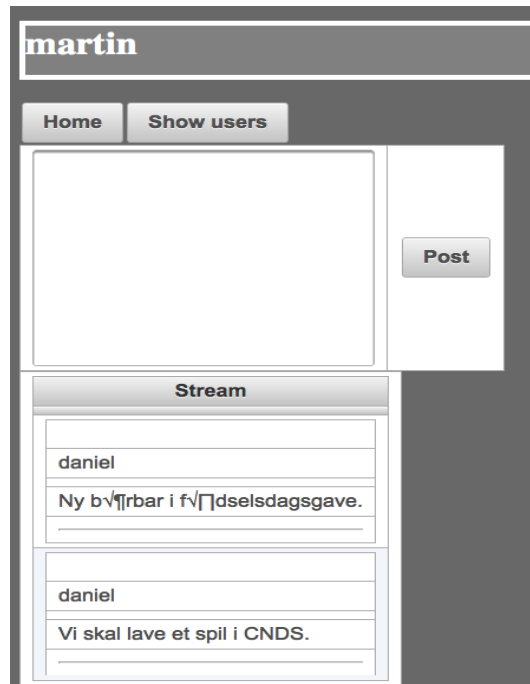 martin
Home Show users
Post
Stream
daniel
Ny b√¶rbar i f√∏dselsdagsgave.
daniel
Vi skal lave et spil i CNDS.